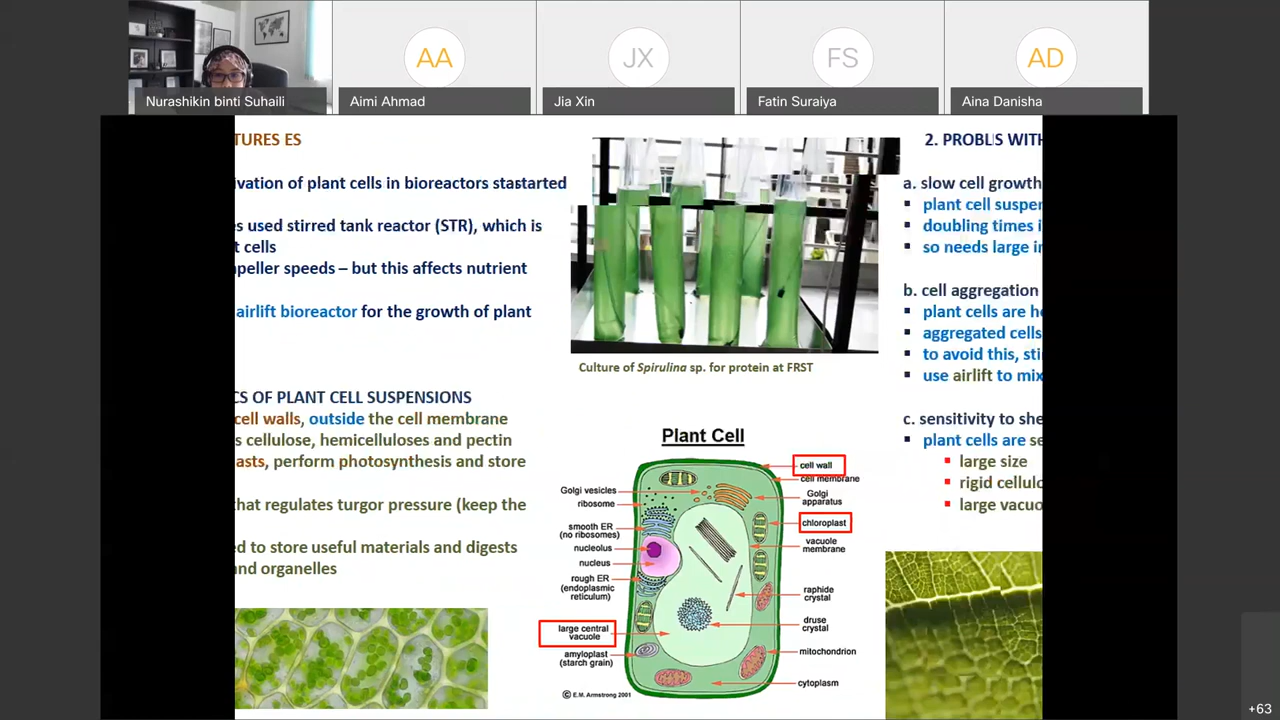 AA
JX
FS
AD
Nurashikin binti Suhaili
Aimi Ahmad
Jia Xin
Fatin Suraiya
Aina Danisha
TURES ES
ivation of plant cells in bioreactors started
used stirred tank reactor (STR), which is
t cells
peller speeds – but this affects nutrient
airlift bioreactor for the growth of plant
CS OF PLANT CELL SUSPENSIONS
cell walls, outside the cell membrane
s cellulose, hemicelluloses and pectin
asts, perform photosynthesis and store
that regulates turgor pressure (keep the
ed to store useful materials and digests
nd organelles
Culture of Spirulina sp. for protein at FRST
Plant Cell
cell wall
cell membrane
Golgi vesicles
Golgi
apparatus
ribosome
chloroplast
smooth ER
(no ribosomes)
vacuole
membrane
nucleolus
nucleus
rough ER
(endoplasmic
reticulum)
raphide
crystal
druse
crystal
large central
vacuole
amyloplast
(starch grain)
mitochondrion
cytoplasm
© E.M. Armstrong 2001
2. PROBLIS WITH
a. slow cell growth
plant cell susper
doubling times i
so needs large in
b. cell aggregation
plant cells are he
aggregated cells
to avoid this, stir
use airlift to mix
c. sensitivity to she
plant cells are se
large size
rigid cellulo
large vacuo
+63